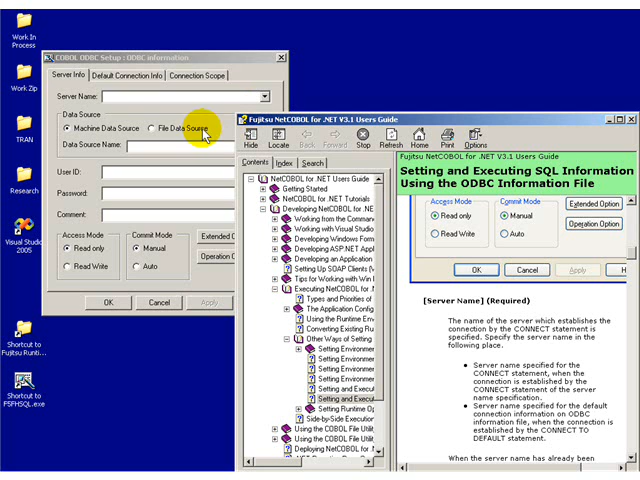 Work In
Process
Work Zip
TRAN
Research
Visual Studio
2005
Shortcut to
Fujitsu Runti...
Shortcut to
F5FHSQL.exe
COBOL ODBC Setup : ODBC information
Server Info
Default Connection Info
Connection Scope
Server Name:
Data Source
Machine Data Source
File Data Source
Data Source Name:
User ID:
Password:
Comment:
Access Mode
Read only
Read Write
Commit Mode
Manual
Auto
Extended O
Operation O
OK
Cancel
Apply
Fujitsu NetCOBOL for .NET V3.1 Users Guide
Hide
Locate
Back
Forward
Stop
Refresh
Home
Print
Options
Contents
Index
Search
NetCOBOL for .NET Users Guide
Getting Started
NetCOBOL for .NET Tutorials
Developing NetCOBOL for .NE
Working from the Comman
Working with Visual Studio
Developing Windows Form
Developing ASP.NET Appl
Developing an Application
Setting Up SOAP Clients (V
Tips for Working with Win F
Executing NetCOBOL for .
Types and Priorities of
The Application Config
Using the Runtime Env
Converting Existing Ru
Other Ways of Setting
Setting Environmer
Setting Environmer
Setting Environmer
Setting Environmer
Setting and Execut
Setting and Execut
Setting Runtime Op
Side-by-Side Execution
Using the COBOL File Utilit
Using the COBOL File Utilit
Deploying NetCOBOL for .N
Fujitsu NetCOBOL for .NET V3.1 Users Guide
Setting and Executing SQL Information
Using the ODBC Information File
Access Mode
Read only
Read Write
Commit Mode
Manual
Auto
Extended Option
Operation Option
OK
Cancel
Apply
H
[Server Name] (Required)
The name of the server which establishes the
connection by the CONNECT statement is
specified. Specify the server name in the
following place.
Server name specified for the
CONNECT statement, when the
connection is established by the
CONNECT statement of the server
name specification.
Server name specified for the default
connection information on ODBC
information file, when the connection is
established by the CONNECT TO
DEFAULT statement.
When the server name has already been